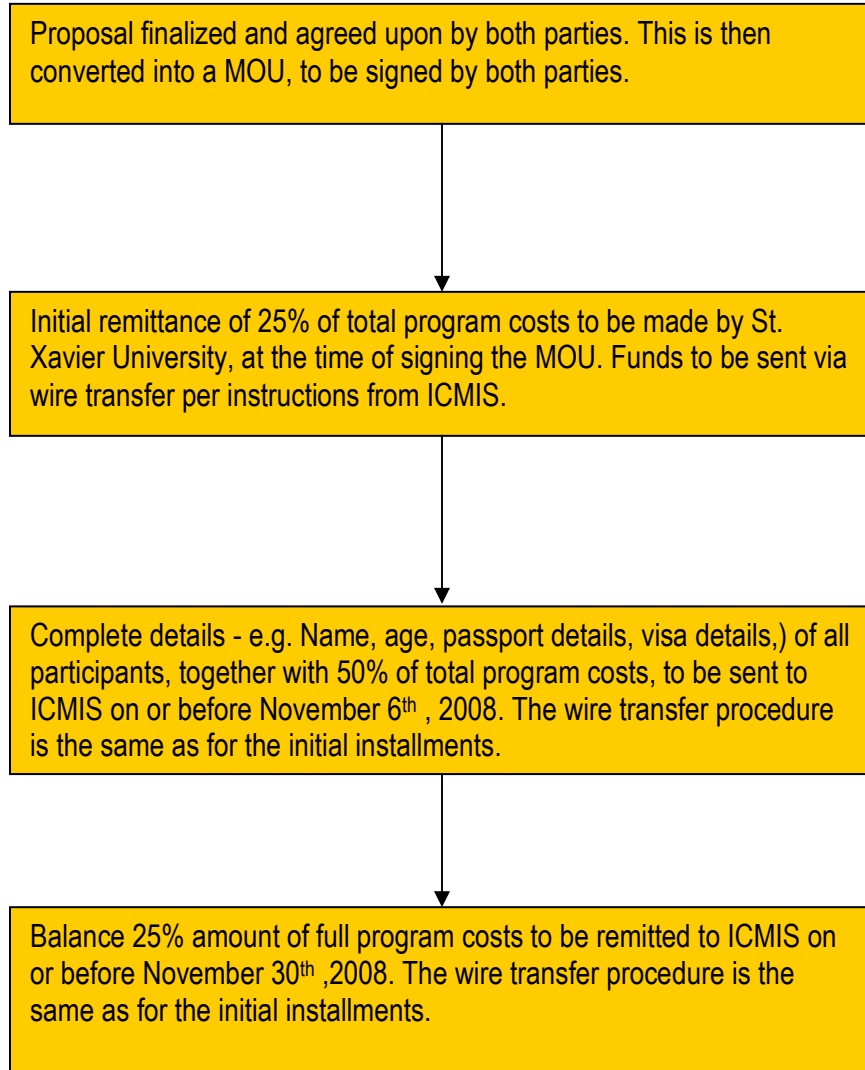 Proposal finalized and agreed upon by both parties. This is then
converted into a MOU, to be signed by both parties.
Initial remittance of 25% of total program costs to be made by St.
Xavier University, at the time of signing the MOU. Funds to be sent via
wire transfer per instructions from ICMIS.
Complete details - e.g. Name, age, passport details, visa details,) of all
participants, together with 50% of total program costs, to be sent to
ICMIS on or before November 6th , 2008. The wire transfer procedure
is the same as for the initial installments.
Balance 25% amount of full program costs to be remitted to ICMIS on
or before November 30th ,2008. The wire transfer procedure is the
same as for the initial installments.